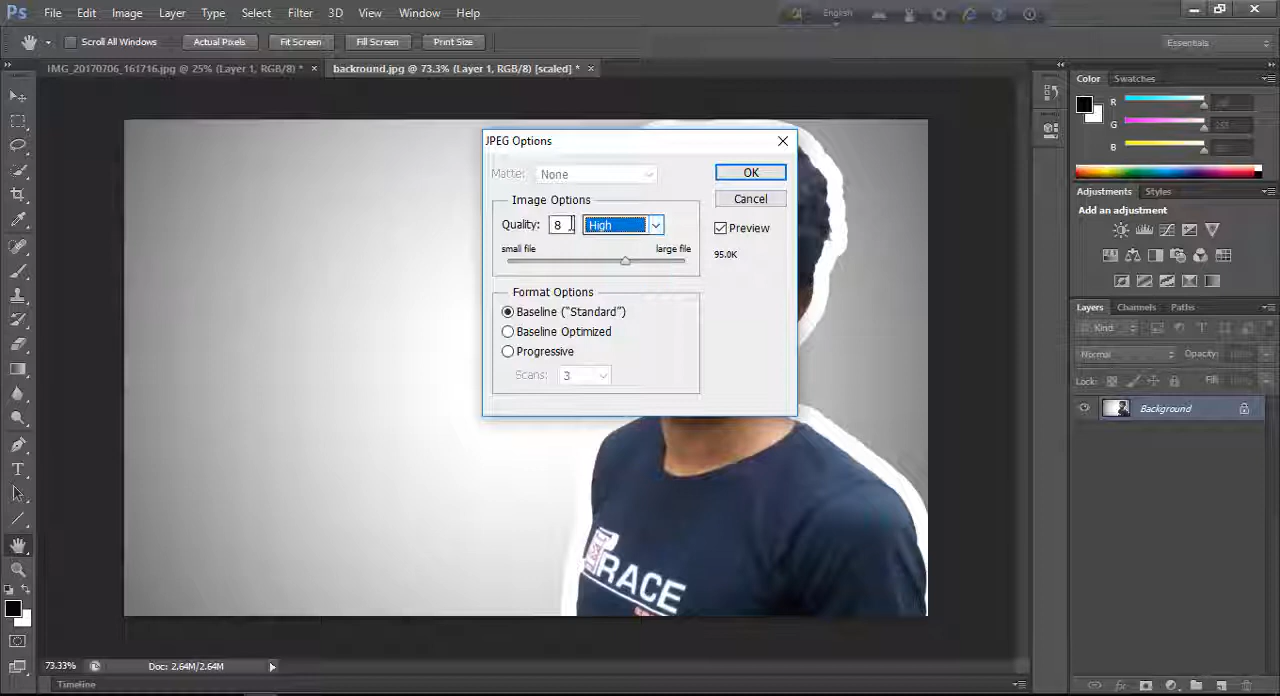 Ps File Edit Image Layer Type Select Filter 3D View Window Help
English
Scroll All Windows Actual Pixels Fit Screen Fill Screen Print Size
Essentials
IMG_20170706_161716.jpg @ 25% (Layer 1, RGB/8) * ×
backround.jpg @ 73.3% (Layer 1, RGB/8) [scaled] * ×
JPEG Options
Matte: None
OK
Image Options
Cancel
Quality: 8 High
Preview
small file large file
95.0K
Format Options
Baseline ("Standard")
Baseline Optimized
Progressive
Scans: 3
RACE
Color Swatches
R
G
B
Adjustments Styles
Add an adjustment
Layers Channels Paths
Kind
Normal Opacity:
Lock: Fill:
Background
73.33% Doc: 2.64M/2.64M
Timeline